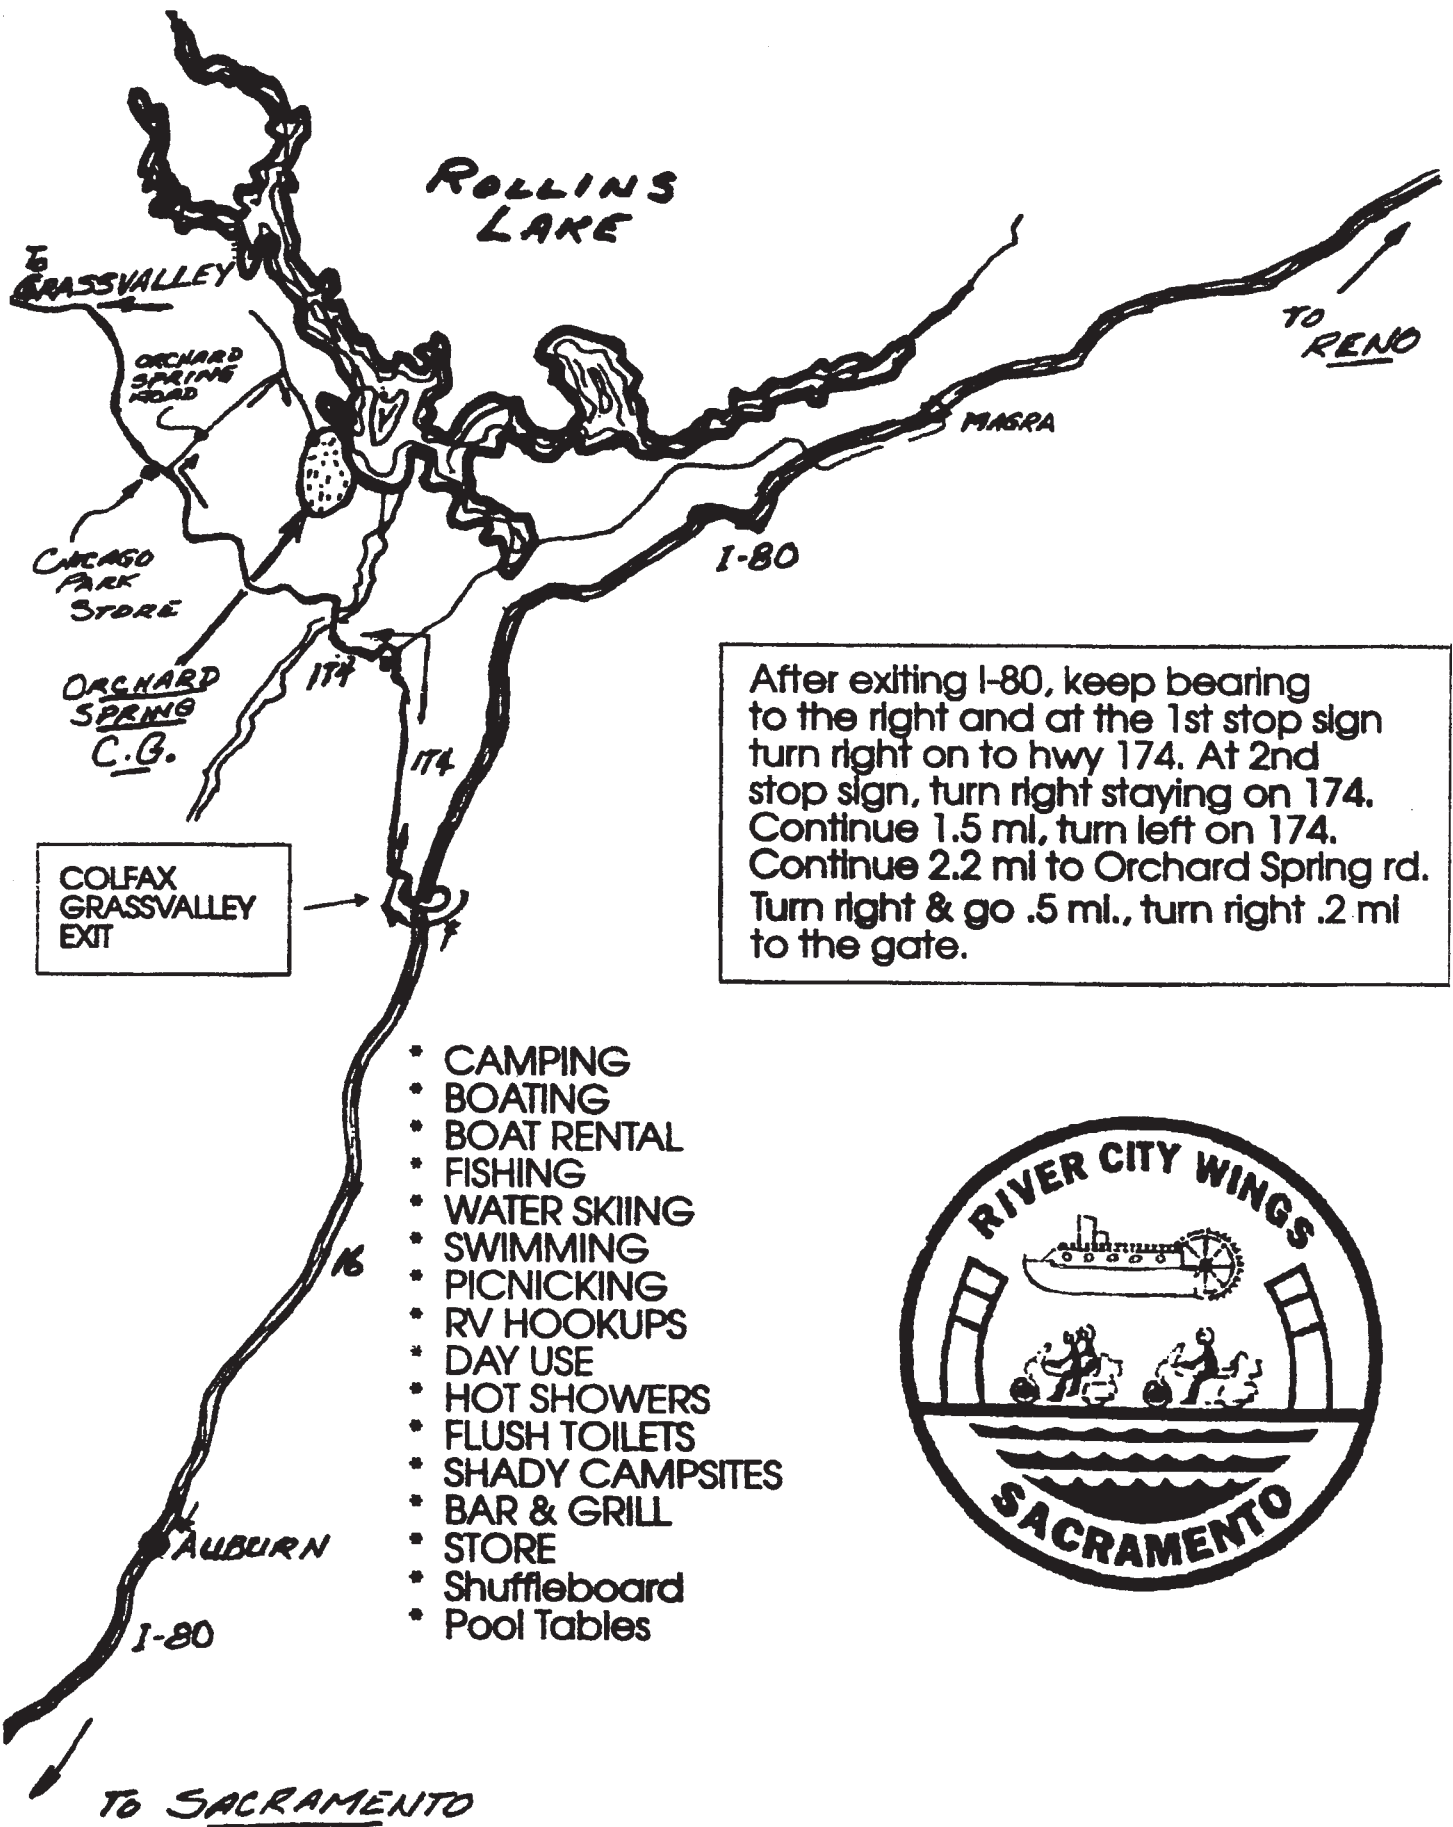 ROLLINS
LAKE
TO
GRASSVALLEY
ORCHARD
SPRING
ROAD
TO
RENO
MAGRA
I-80
CHICAGO
PARK
STORE
ORCHARD
SPRING
C.G.
174
174
After exiting I-80, keep bearing
to the right and at the 1st stop sign
turn right on to hwy 174. At 2nd
stop sign, turn right staying on 174.
Continue 1.5 mi, turn left on 174.
Continue 2.2 mi to Orchard Spring rd.
Turn right & go .5 mi., turn right .2 mi
to the gate.
COLFAX
GRASSVALLEY
EXIT
* CAMPING
* BOATING
* BOAT RENTAL
* FISHING
* WATER SKIING
* SWIMMING
* PICNICKING
* RV HOOKUPS
* DAY USE
* HOT SHOWERS
* FLUSH TOILETS
* SHADY CAMPSITES
* BAR & GRILL
* STORE
* Shuffleboard
* Pool Tables
RIVER CITY WINGS
SACRAMENTO
16
AUBURN
I-80
TO SACRAMENTO